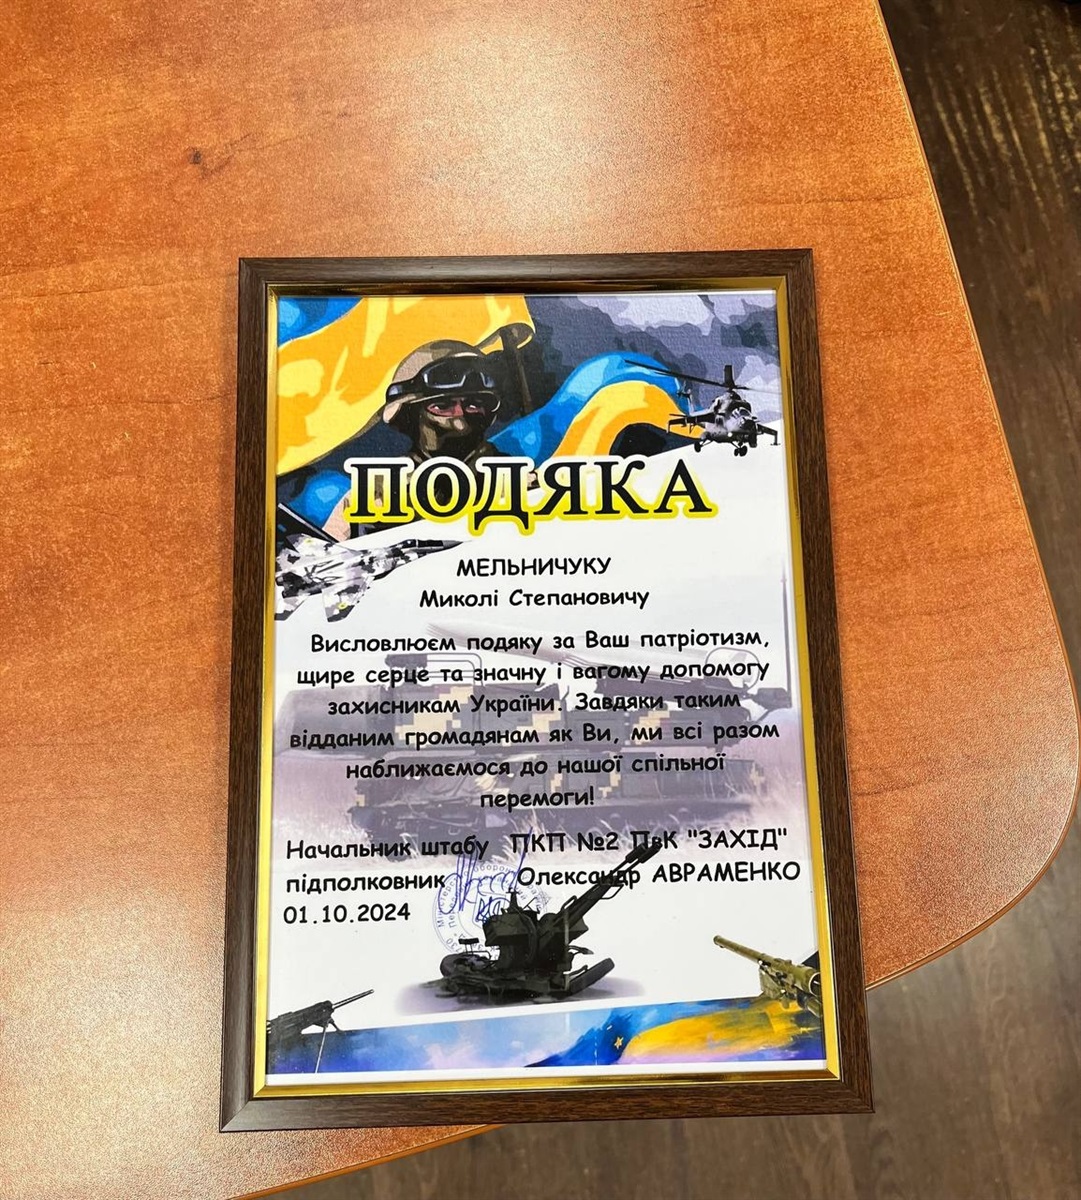 ПОДЯКА
МЕЛЬНИЧУКУ
Миколі Степановичу
Висловлюєм подяку за Ваш патріотизм,
щире серце та значну і вагому допомогу
захисникам України. Завдяки таким
відданим громадянам як Ви, ми всі разом
наближаємося до нашої спільної
перемоги!
Начальник штабу ПКП №2 ПвК "ЗАХІД"
підполковник Олександр АВРАМЕНКО
01.10.2024